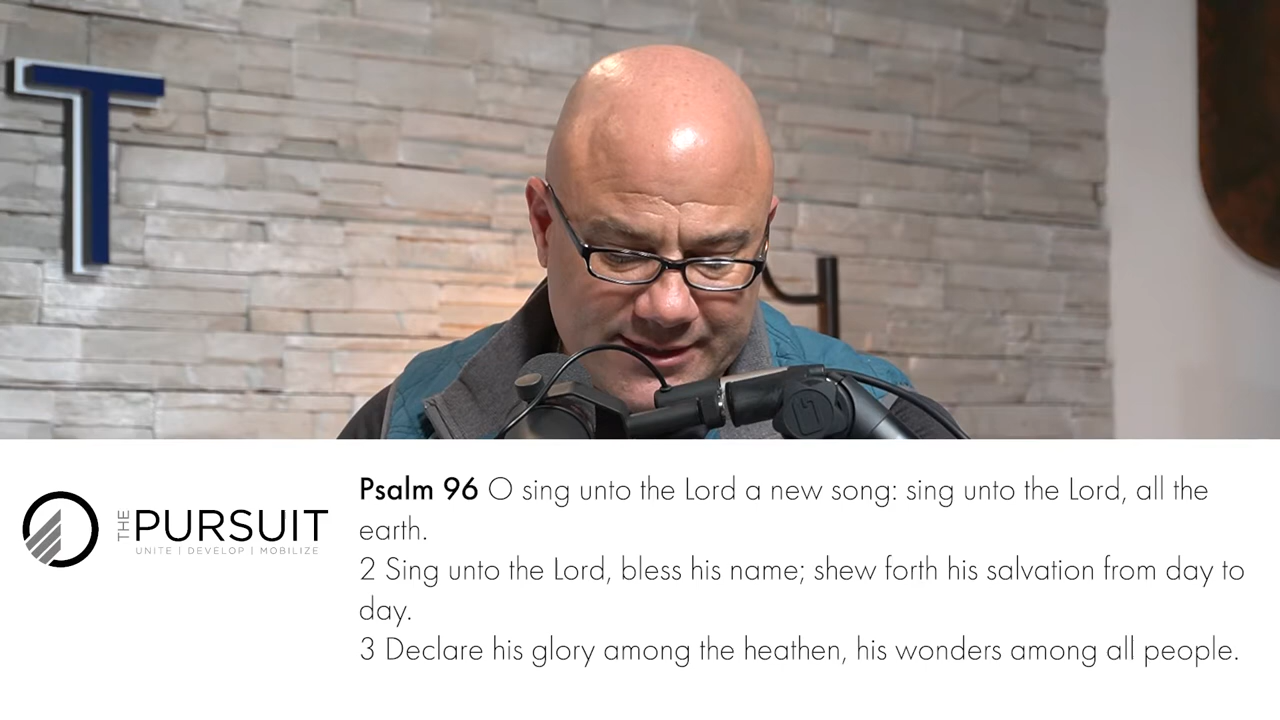 T
THE PURSUIT
UNITE | DEVELOP | MOBILIZE
Psalm 96 O sing unto the Lord a new song: sing unto the Lord, all the
earth.
2 Sing unto the Lord, bless his name; shew forth his salvation from day to
day.
3 Declare his glory among the heathen, his wonders among all people.